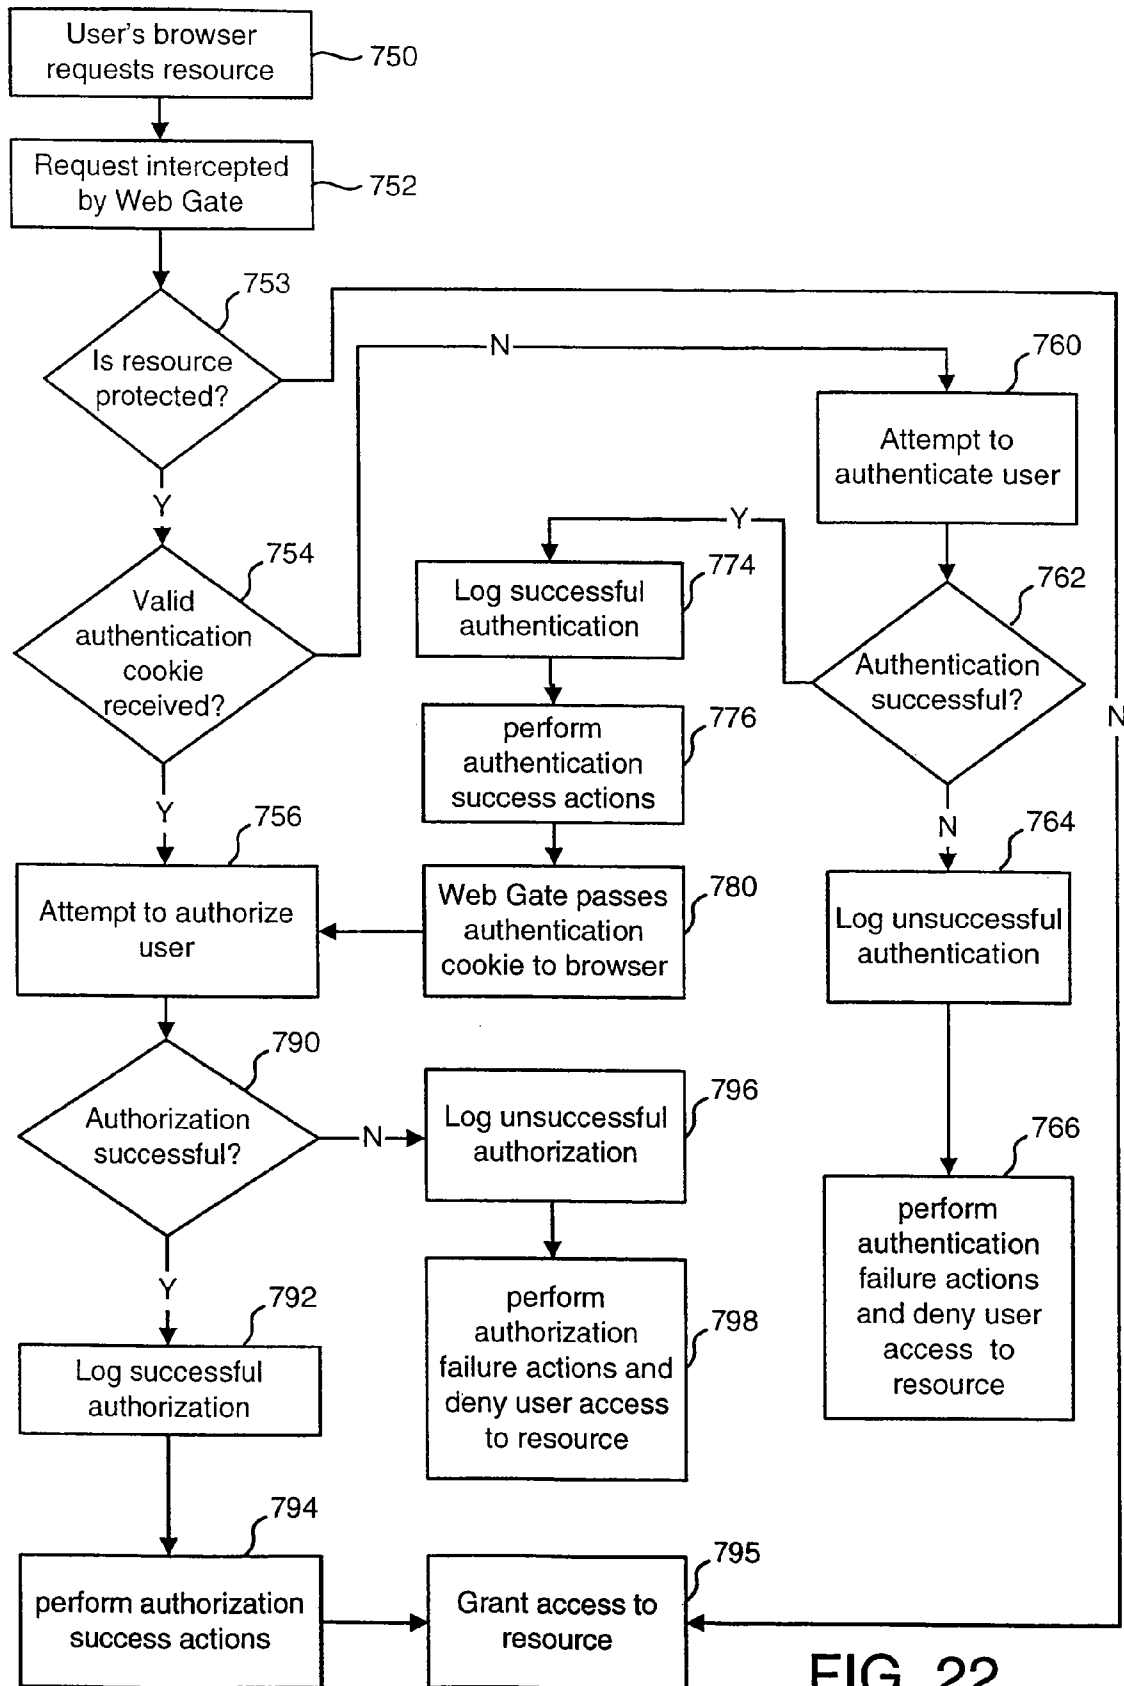 User's browser
requests resource
750
Request intercepted
by Web Gate
752
753
Is resource
protected?
N
760
Attempt to
authenticate user
Y
Y
754
Valid
authentication
cookie
received?
774
Log successful
authentication
762
Authentication
successful?
N
776
perform
authentication
success actions
Y
756
Attempt to authorize
user
780
Web Gate passes
authentication
cookie to browser
N
764
Log unsuccessful
authentication
790
Authorization
successful?
N
796
Log unsuccessful
authorization
766
perform
authentication
failure actions
and deny user
access to
resource
Y
792
Log successful
authorization
798
perform
authorization
failure actions and
deny user access
to resource
794
perform authorization
success actions
795
Grant access to
resource
FIG. 22